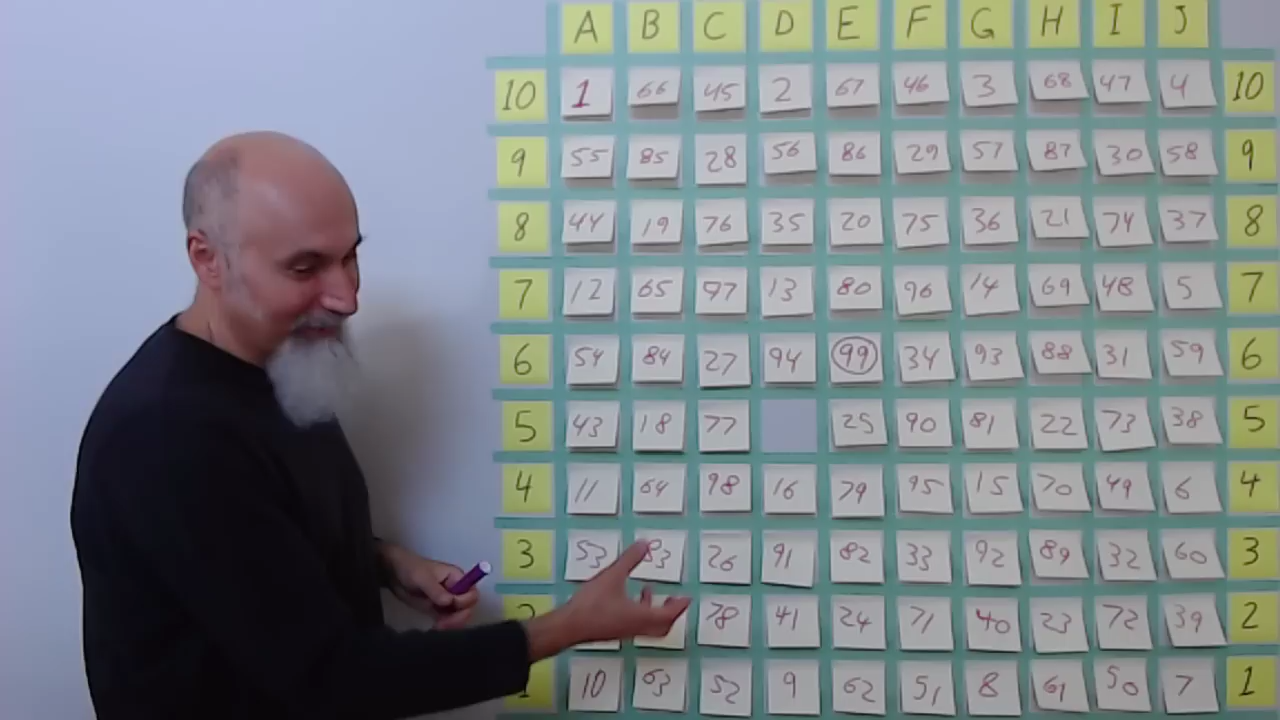 A B C D E F G H I J
10 1 66 45 2 67 46 3 68 47 4 10
9 55 85 28 56 86 29 57 87 30 58 9
8 44 19 76 35 20 75 36 21 74 37 8
7 12 65 97 13 80 96 14 69 48 5 7
6 54 84 27 94 99 34 93 88 31 59 6
5 43 18 77 25 90 81 22 73 38 5
4 11 64 98 16 79 95 15 70 49 6 4
3 53 83 26 91 82 33 92 89 32 60 3
78 41 24 71 40 23 72 39 2
1 10 63 52 9 62 51 8 61 50 7 1